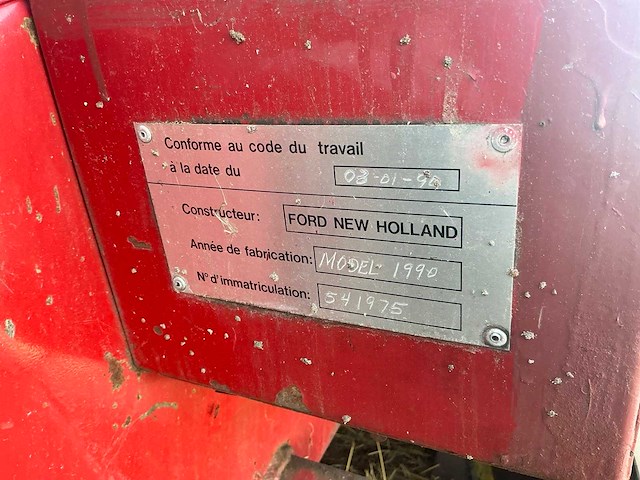 Conforme au code du travail
à la date du 03-01-90
Constructeur: FORD NEW HOLLAND
Année de fabrication: MODEL 1990
N° d'immatriculation: 541975